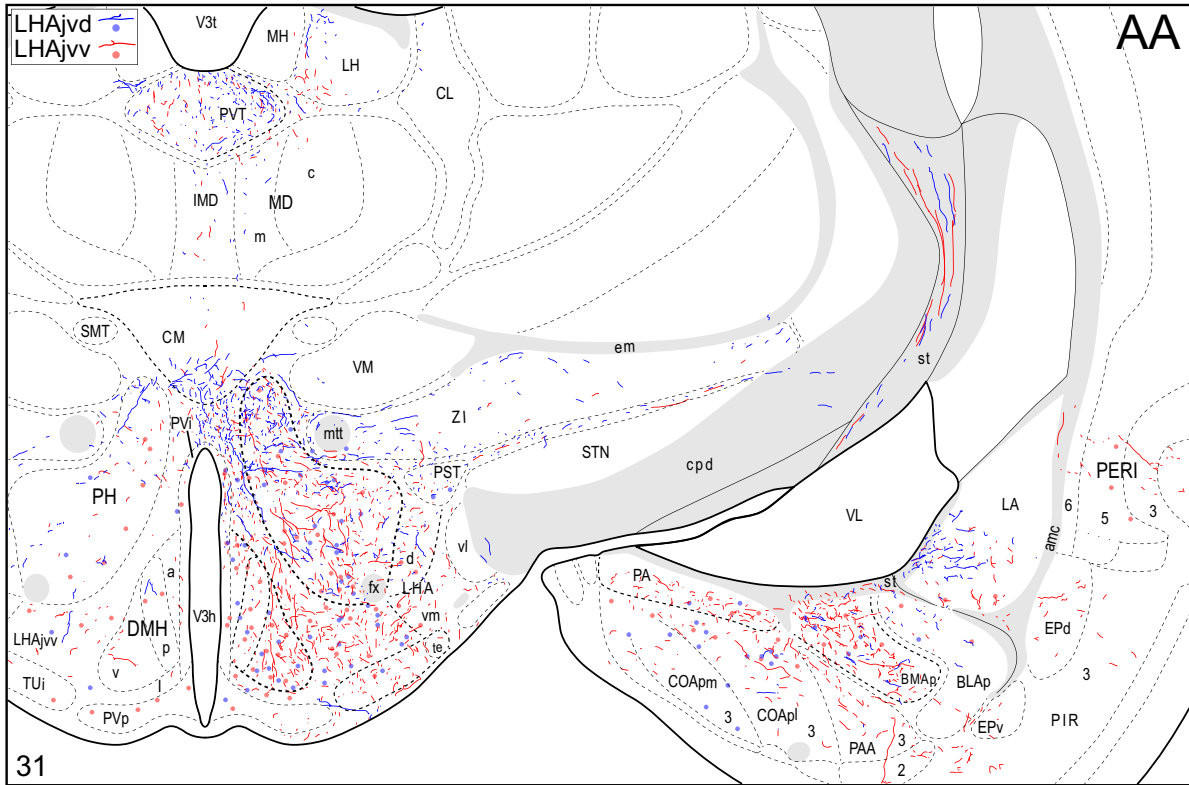 LHAjvd
LHAjvv
V3t
MH
LH
CL
AA
PVT
IMD
MD
c
m
SMT
CM
VM
em
st
PVi
mtt
ZI
PST
STN
cpd
PERI
PH
vl
VL
LA
amc
6
5
3
a
d
fx
LHA
PA
st
V3h
DMH
p
vm
EPd
LHAjvv
te
v
l
TUi
PVp
COApm
3
COApl
3
BMAp
BLAp
3
EPv
PIR
PAA
3
2
31